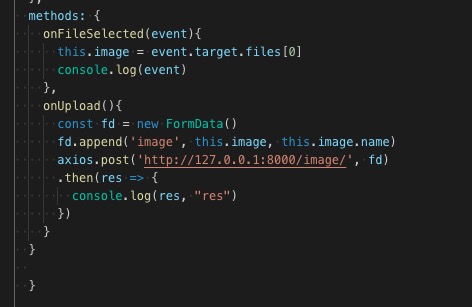 },
methods: {
onFileSelected(event){
this.image = event.target.files[0]
console.log(event)
},
onUpload(){
const fd = new FormData()
fd.append('image', this.image, this.image.name)
axios.post('http://127.0.0.1:8000/image/', fd)
.then(res => {
console.log(res, "res")
})
}
}
}